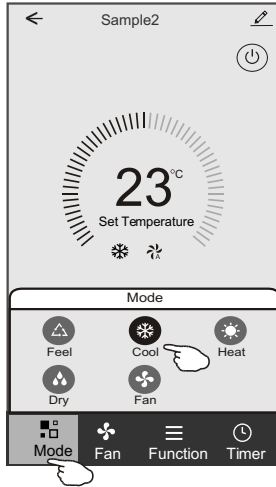 Sample2
23°C
Set Temperature
A
Mode
Feel Cool Heat
Dry Fan
Mode Fan Function Timer